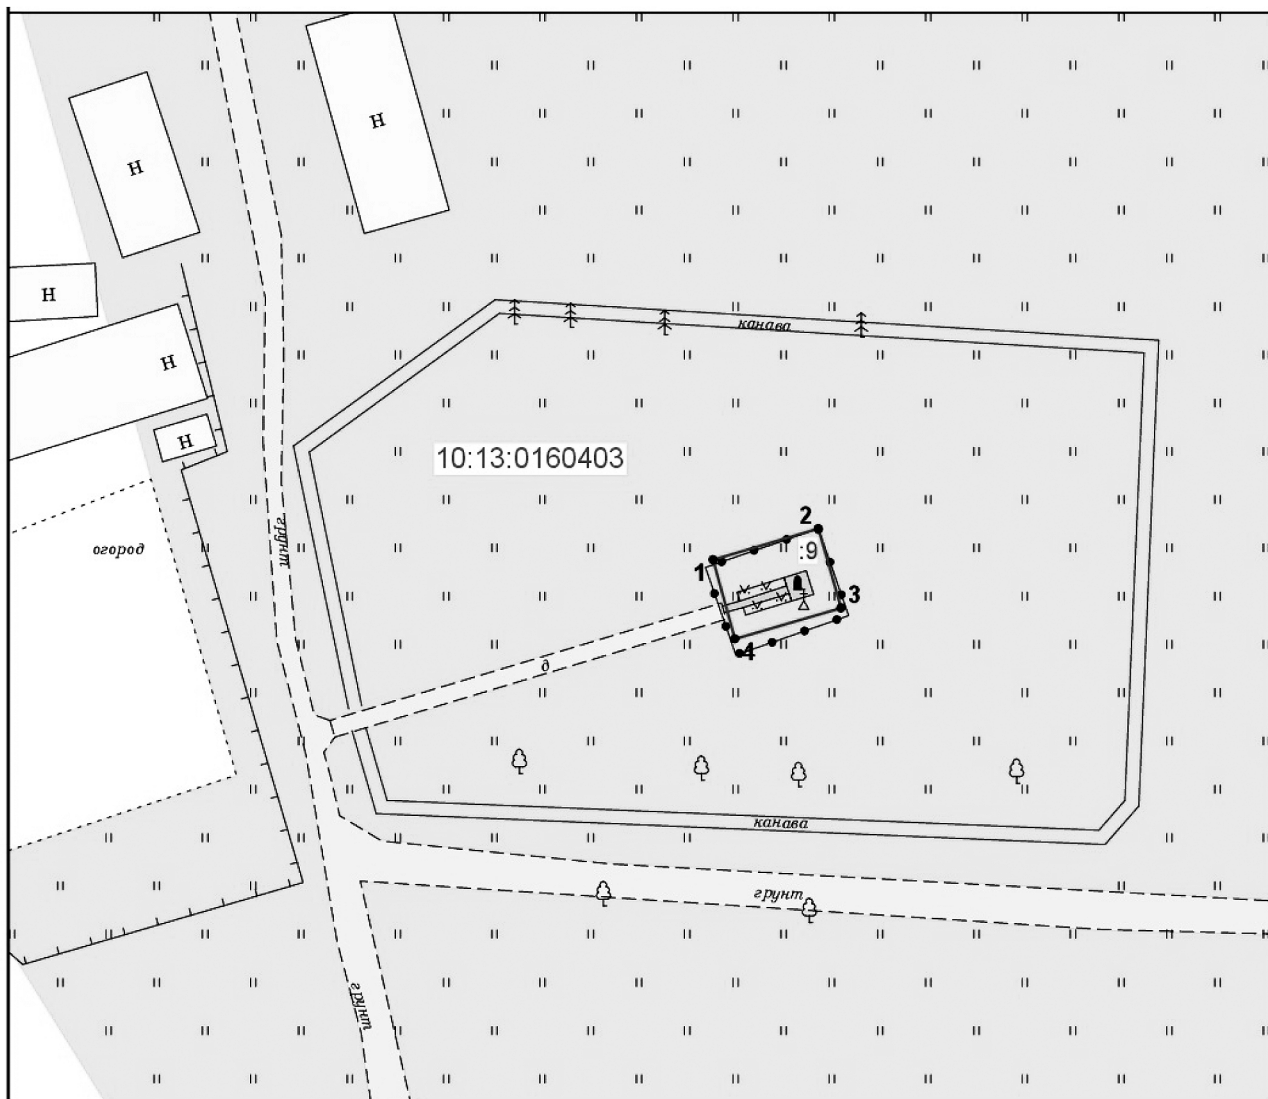 н
н
н
канава
н
н
10:13:0160403
грунт
огород
2
:9
1
3
4
д
канава
грунт
грунт